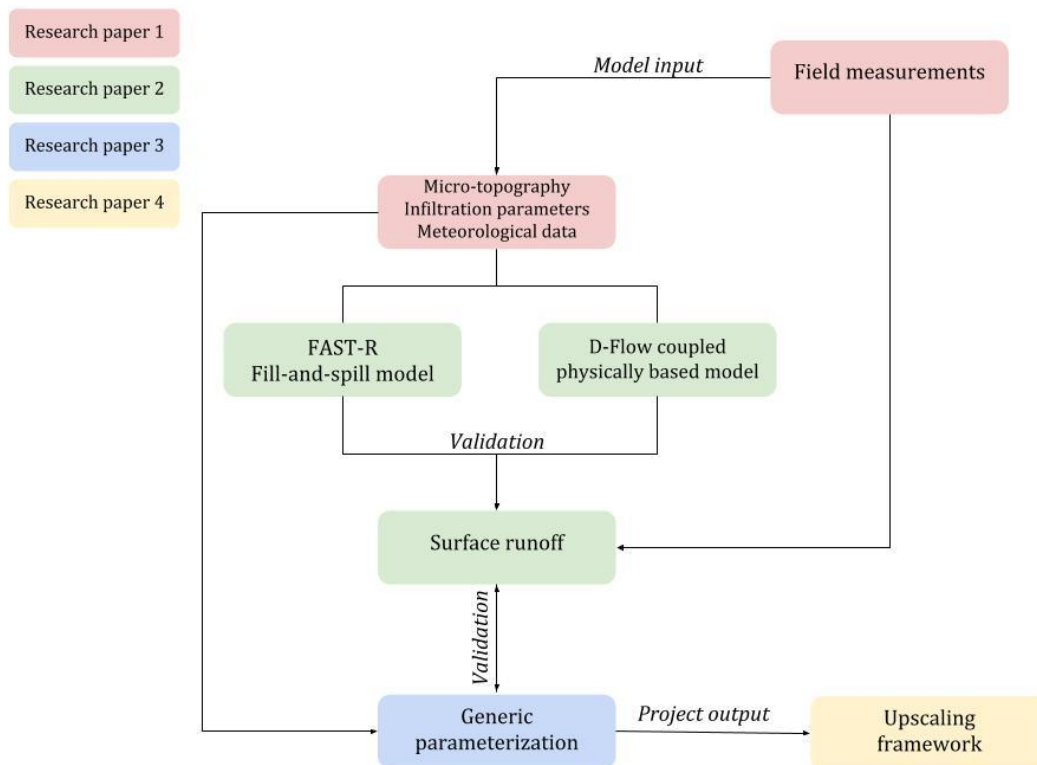 Research paper 1
Research paper 2
Research paper 3
Research paper 4
Model input
Field measurements
Micro-topography
Infiltration parameters
Meteorological data
FAST-R
Fill-and-spill model
D-Flow coupled
physically based model
Validation
Surface runoff
Validation
Generic
parameterization
Project output
Upscaling
framework